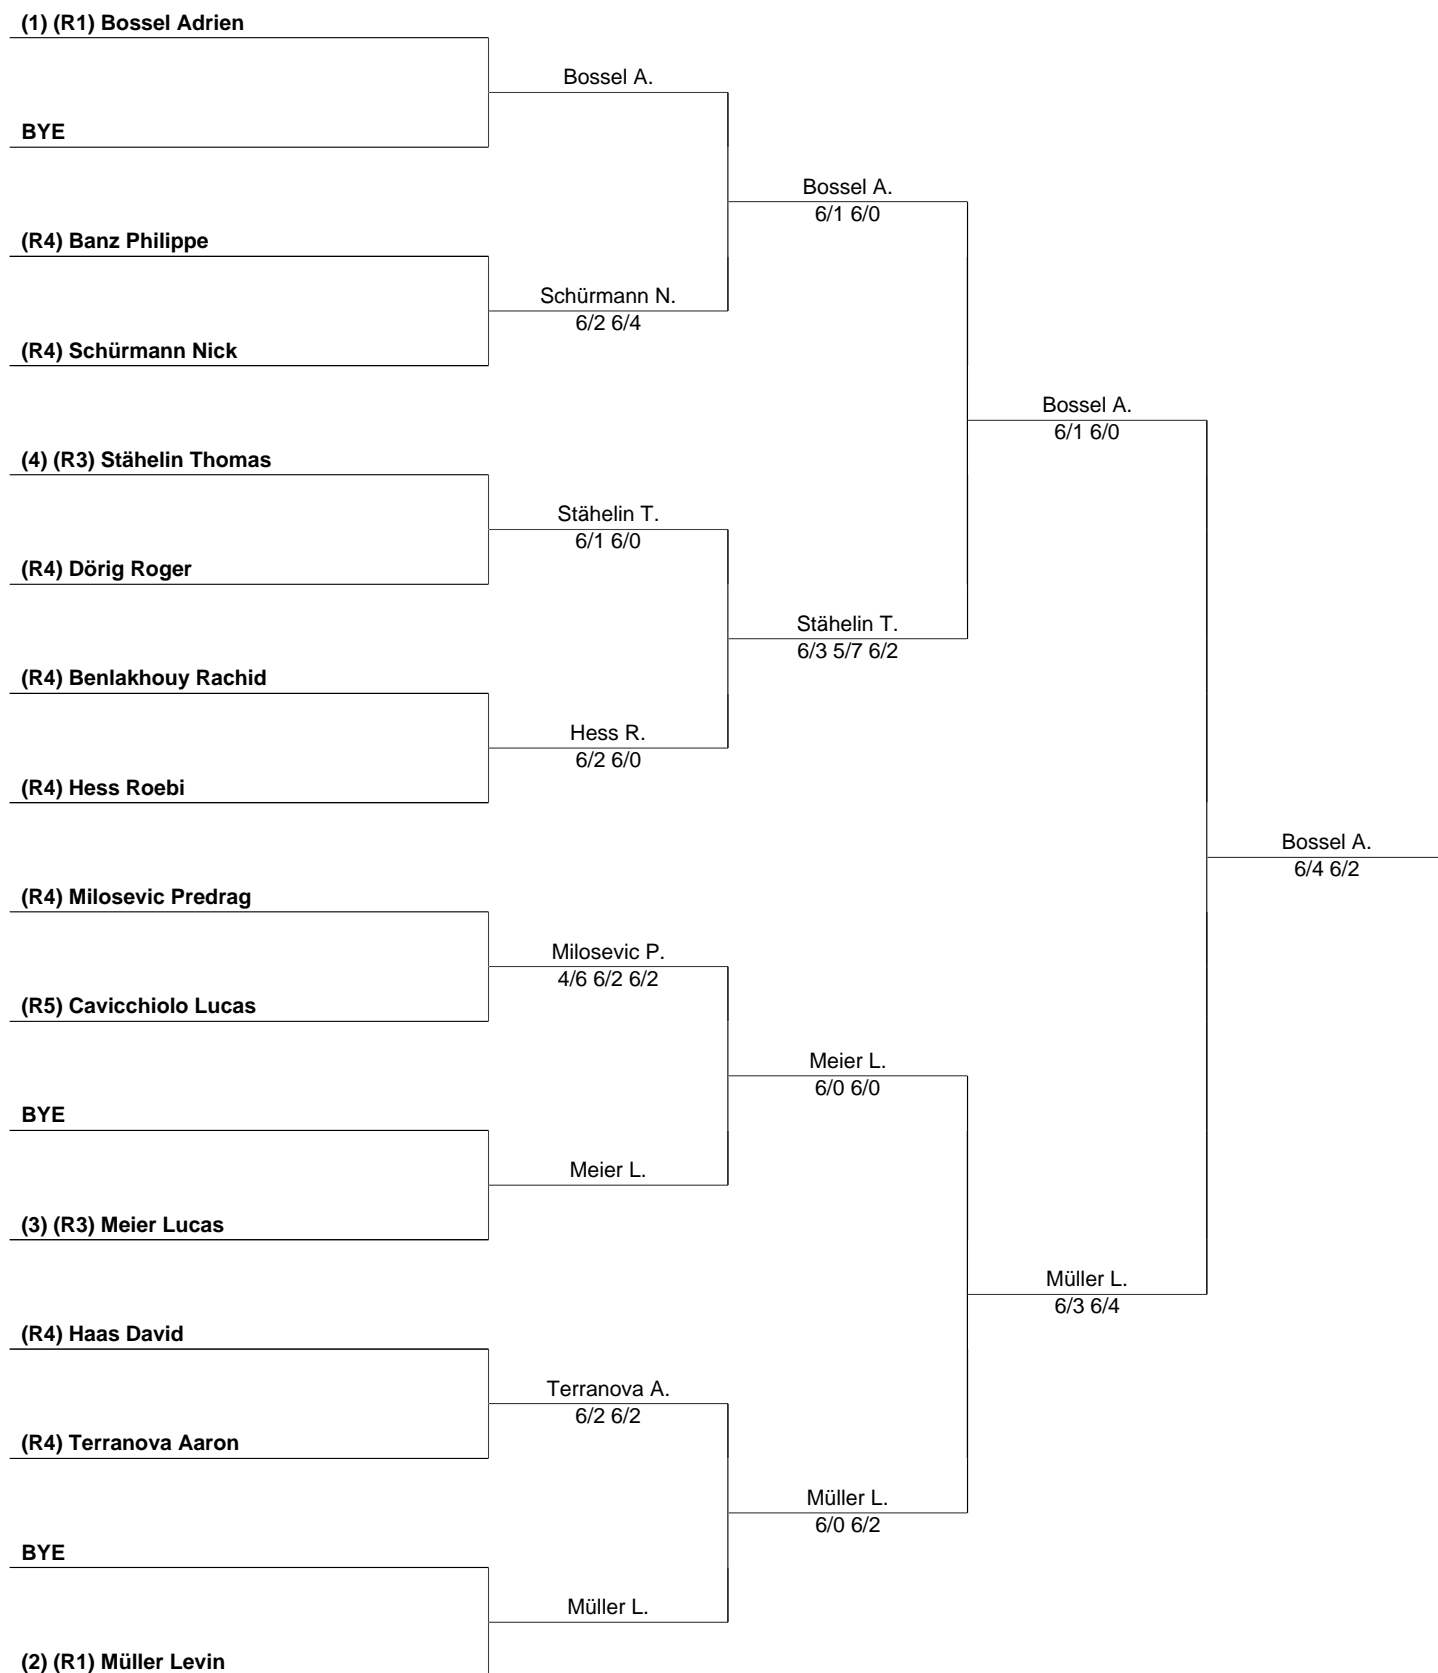 (1) (R1) Bossel Adrien
Bossel A.
BYE
Bossel A.
6/1 6/0
(R4) Banz Philippe
Schürmann N.
6/2 6/4
(R4) Schürmann Nick
Bossel A.
6/1 6/0
(4) (R3) Stähelin Thomas
Stähelin T.
6/1 6/0
(R4) Dörig Roger
Stähelin T.
6/3 5/7 6/2
(R4) Benlakhouy Rachid
Hess R.
6/2 6/0
(R4) Hess Roebi
Bossel A.
6/4 6/2
(R4) Milosevic Predrag
Milosevic P.
4/6 6/2 6/2
(R5) Cavicchiolo Lucas
Meier L.
6/0 6/0
BYE
Meier L.
(3) (R3) Meier Lucas
Müller L.
6/3 6/4
(R4) Haas David
Terranova A.
6/2 6/2
(R4) Terranova Aaron
Müller L.
6/0 6/2
BYE
Müller L.
(2) (R1) Müller Levin